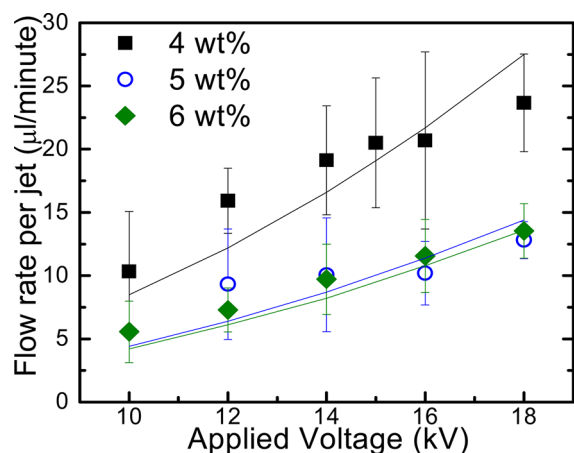 30
25
20
15
10
5
0
4 wt%
5 wt%
6 wt%
Flow rate per jet (μl/minute)
10 12 14 16 18
Applied Voltage (kV)